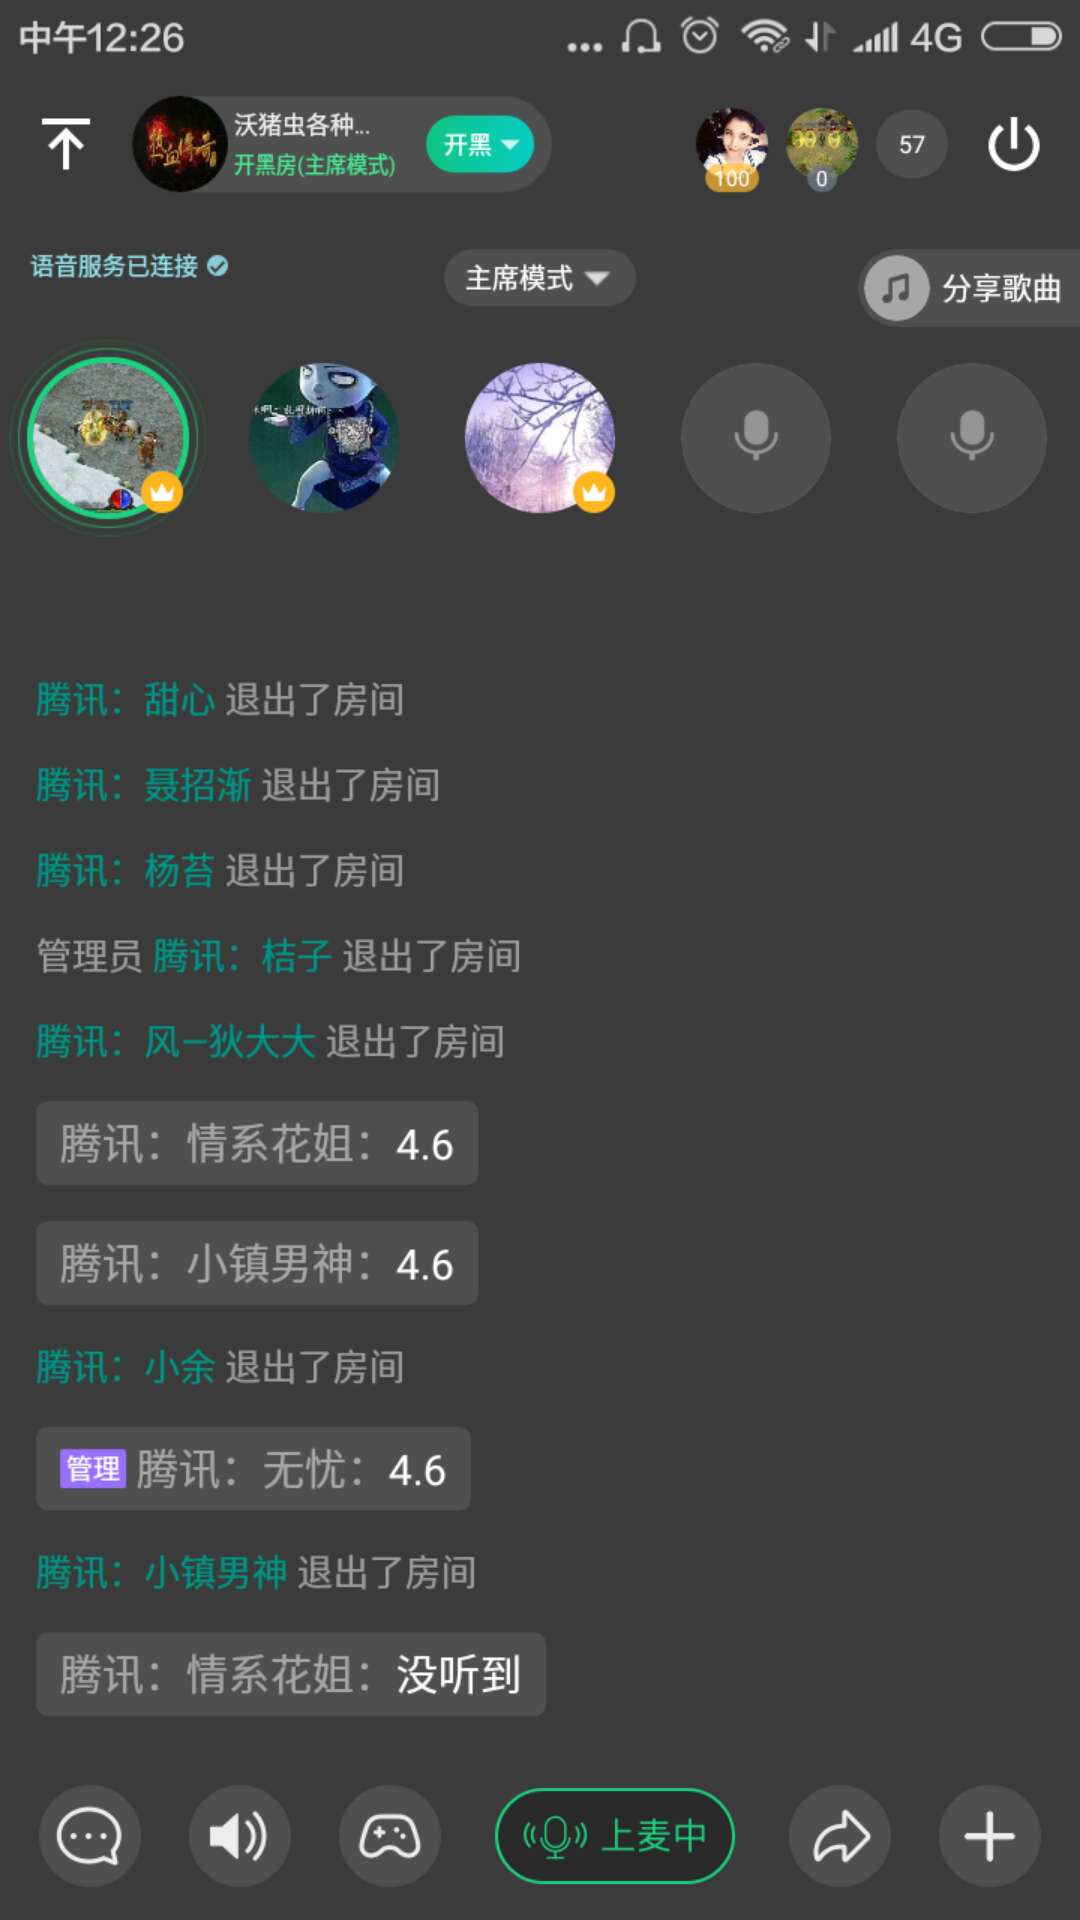 中午12:26
4G
热血传奇
沃猪虫各种...
开黑房(主席模式)
开黑
100
0
57
语音服务已连接
主席模式
分享歌曲
腾讯：甜心 退出了房间
腾讯：聂招渐 退出了房间
腾讯：杨苔 退出了房间
管理员 腾讯：桔子 退出了房间
腾讯：风一狄大大 退出了房间
腾讯：情系花姐：4.6
腾讯：小镇男神：4.6
腾讯：小余 退出了房间
管理 腾讯：无忧：4.6
腾讯：小镇男神 退出了房间
腾讯：情系花姐：没听到
上麦中